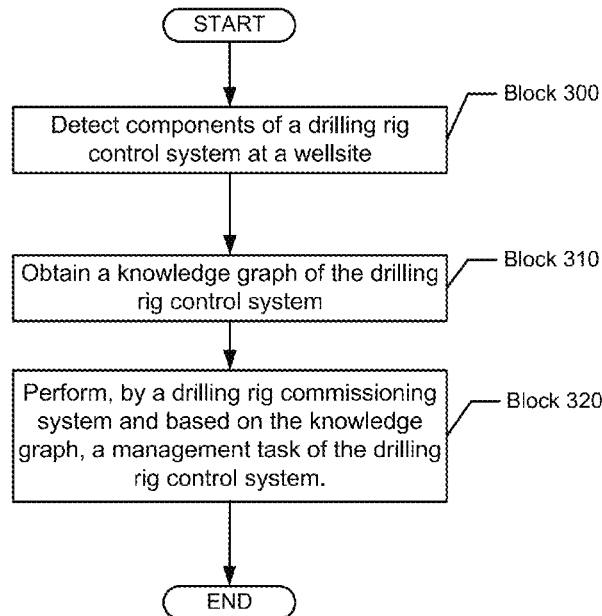 START
Block 300
Detect components of a drilling rig
control system at a wellsite
Block 310
Obtain a knowledge graph of the drilling
rig control system
Block 320
Perform, by a drilling rig commissioning
system and based on the knowledge
graph, a management task of the drilling
rig control system.
END